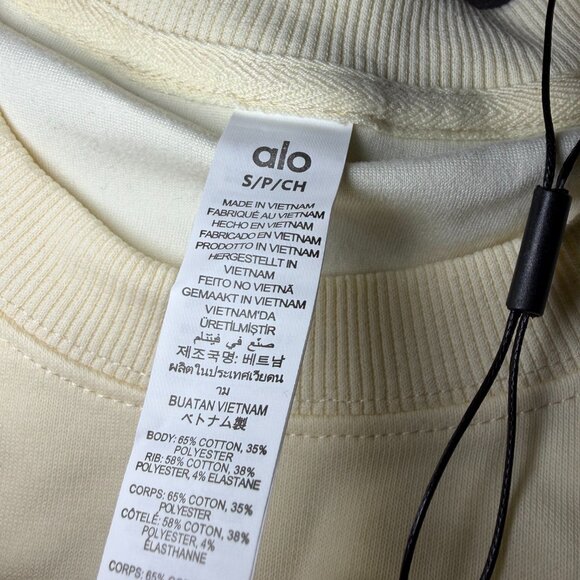 alo
S/P/CH
MADE IN VIETNAM
FABRIQUÉ AU VIETNAM
HECHO EN VIETNAM
FABRICADO EN VIETNAM
PRODOTTO IN VIETNAM
HERGESTELLT IN
VIETNAM
FEITO NO VIETNÃ
GEMAAKT IN VIETNAM
VIETNAM'DA
ÜRETİLMİŞTİR
صنع في فيتنام
제조국명: 베트남
ผลิตในประเทศเวียดน
าม
BUATAN VIETNAM
ベトナム製
BODY: 65% COTTON, 35%
POLYESTER
RIB: 58% COTTON, 38%
POLYESTER, 4% ELASTANE
CORPS: 65% COTON, 35%
POLYESTER
CÔTELÉ: 58% COTON, 38%
POLYESTER, 4%
ÉLASTHANNE
CORPS: 65%